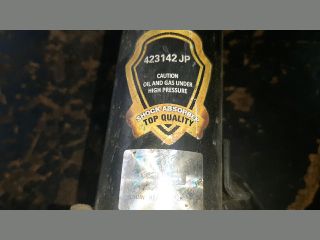 423142 JP
CAUTION
OIL AND GAS UNDER
HIGH PRESSURE
SHOCK ABSORBER
TOP QUALITY